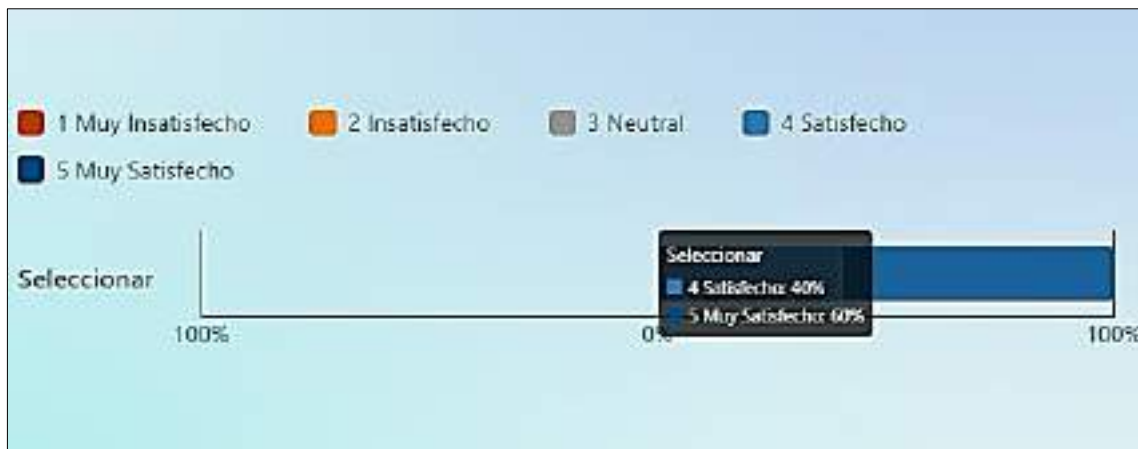 1 Muy Insatisfecho 2 Insatisfecho 3 Neutral 4 Satisfecho
5 Muy Satisfecho
Seleccionar
Seleccionar
4 Satisfecho: 40%
5 Muy Satisfecho: 60%
100% 0% 100%